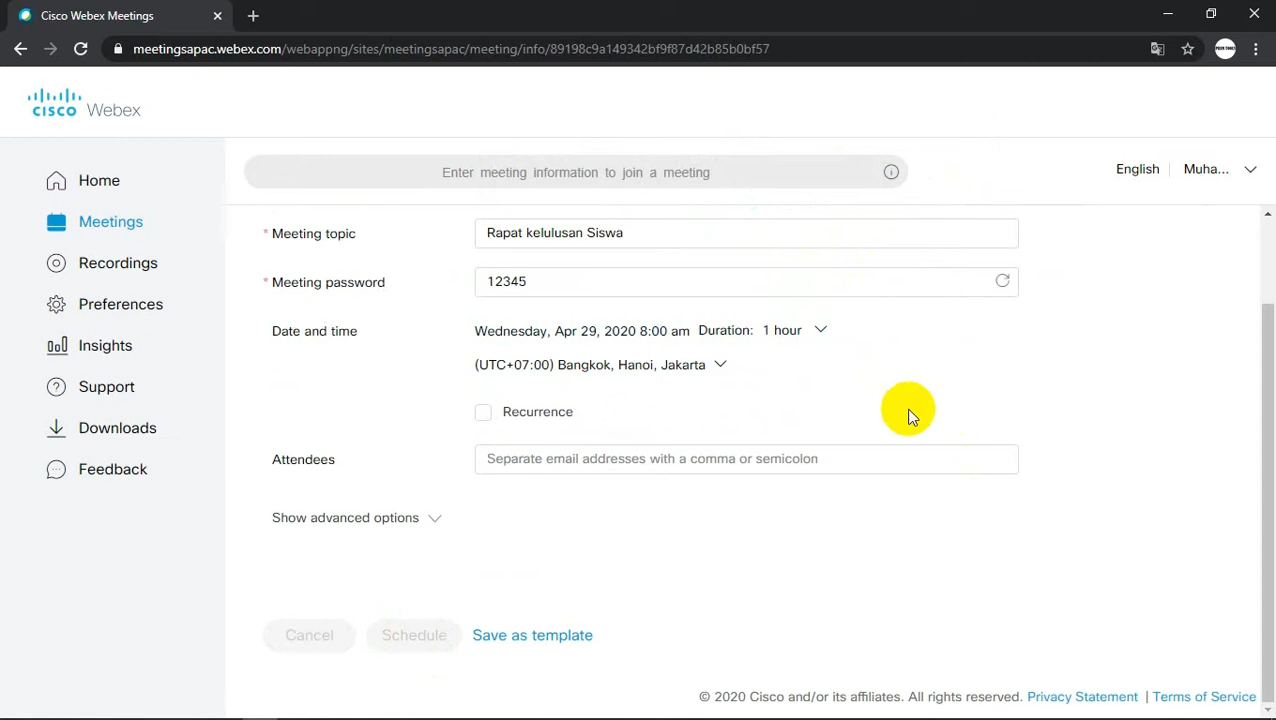 Cisco Webex Meetings
meetingsapac.webex.com/webappng/sites/meetingsapac/meeting/info/89198c9a149342bf9f87d42b85b0bf57
cisco Webex
Enter meeting information to join a meeting
English
Muha...
Home
Meetings
Recordings
Preferences
Insights
Support
Downloads
Feedback
* Meeting topic
Rapat kelulusan Siswa
* Meeting password
12345
Date and time
Wednesday, Apr 29, 2020 8:00 am Duration: 1 hour
(UTC+07:00) Bangkok, Hanoi, Jakarta
Recurrence
Attendees
Separate email addresses with a comma or semicolon
Show advanced options
Cancel
Schedule
Save as template
© 2020 Cisco and/or its affiliates. All rights reserved. Privacy Statement | Terms of Service